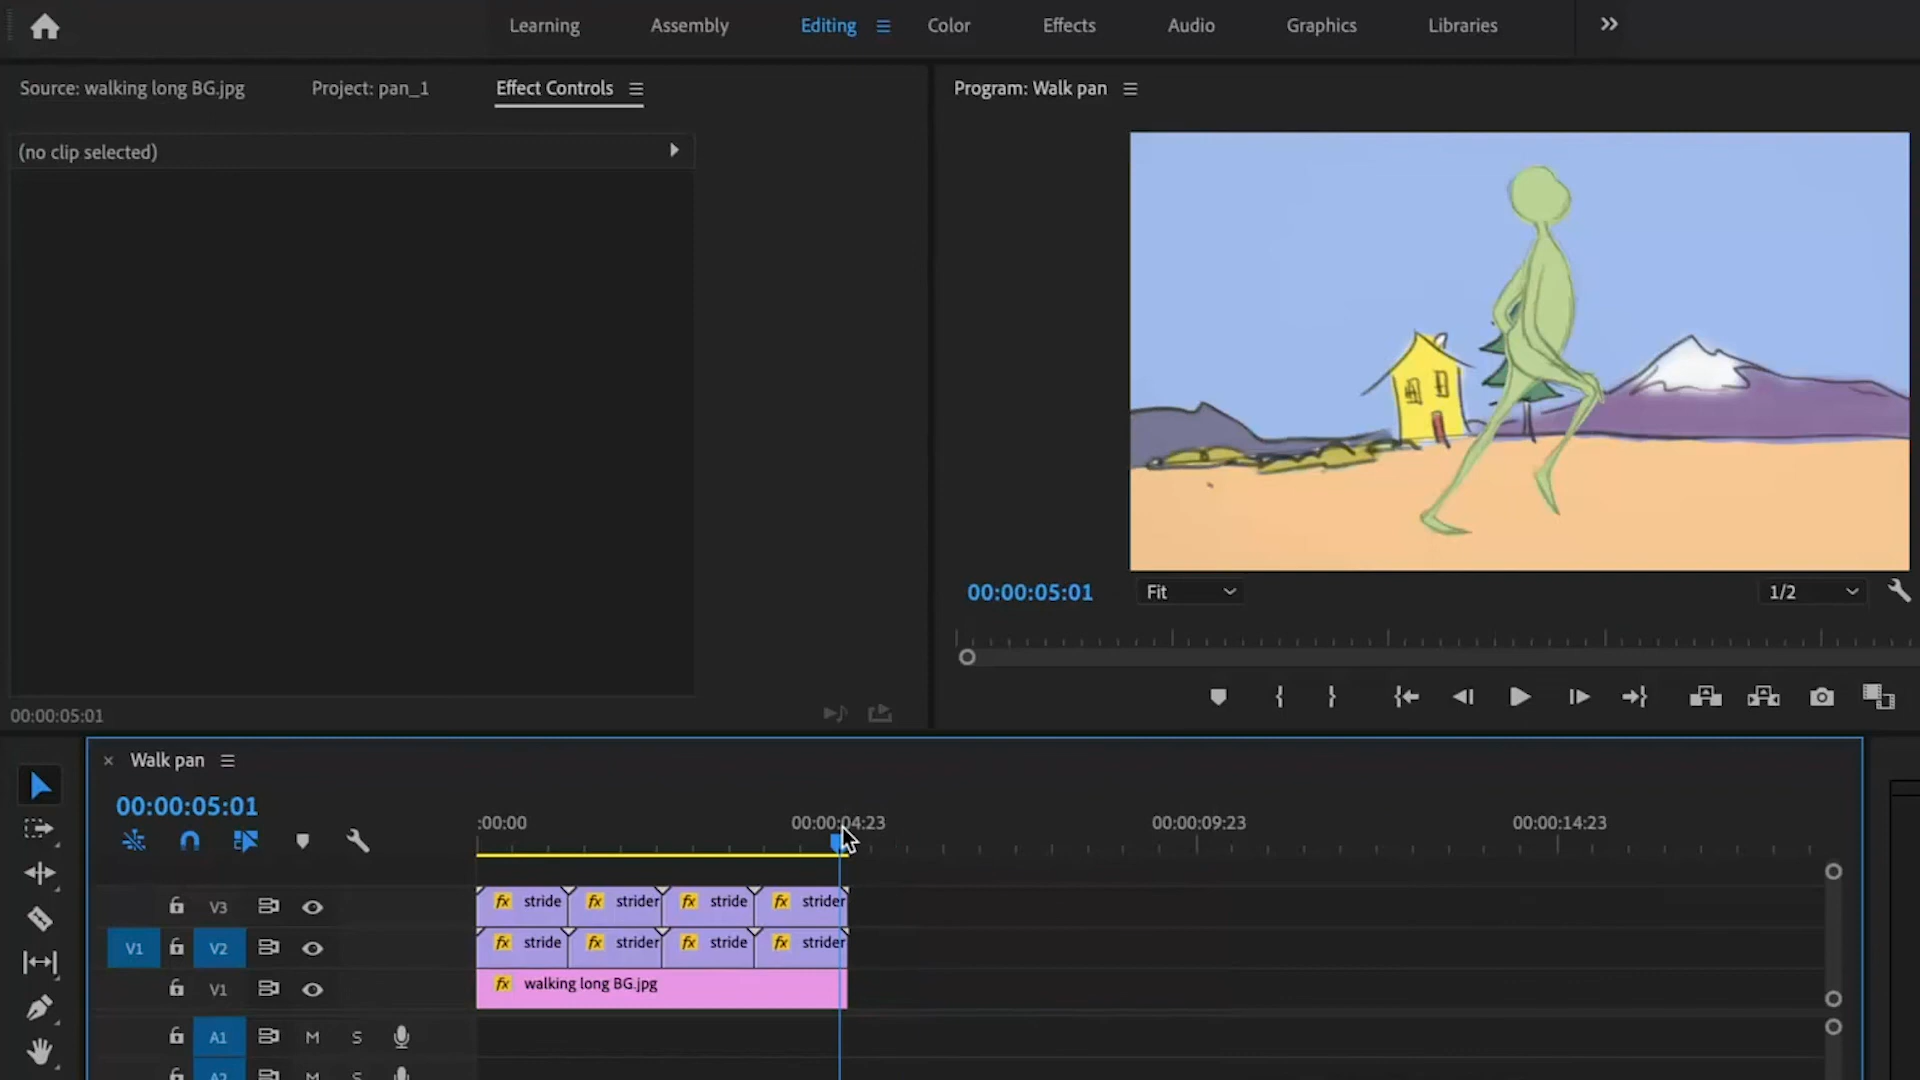 Learning Assembly Editing Color Effects Audio Graphics Libraries
Source: walking long BG.jpg Project: pan_1 Effect Controls
Program: Walk pan
(no clip selected)
00:00:05:01 Fit 1/2
00:00:05:01
Walk pan
00:00:05:01
:00:00 00:00:04:23 00:00:09:23 00:00:14:23
V3 fx stride fx strider fx stride fx strider
V1 V2 fx stride fx strider fx stride fx strider
V1 fx walking long BG.jpg
A1 M S
A2 M S